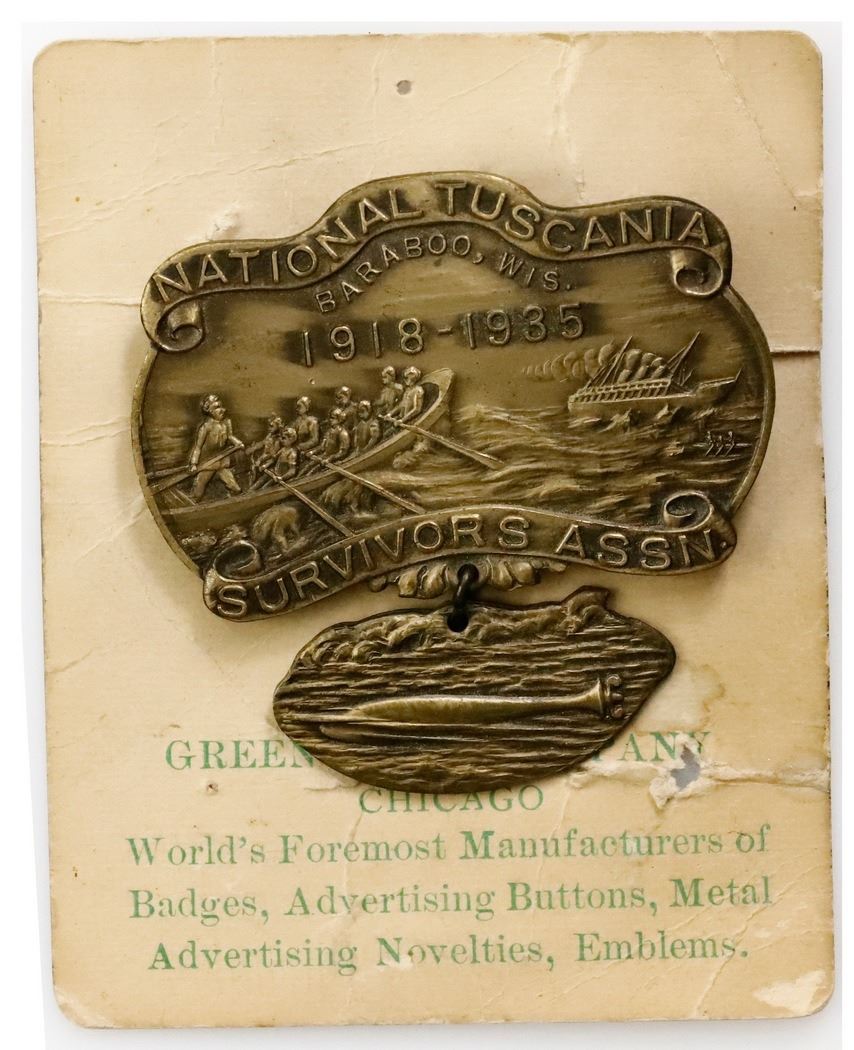 NATIONAL TUSCANIA
BARABOO, WIS.
1918-1935
SURVIVORS ASSN.
CHICAGO
World's Foremost Manufacturers of
Badges, Advertising Buttons, Metal
Advertising Novelties, Emblems.